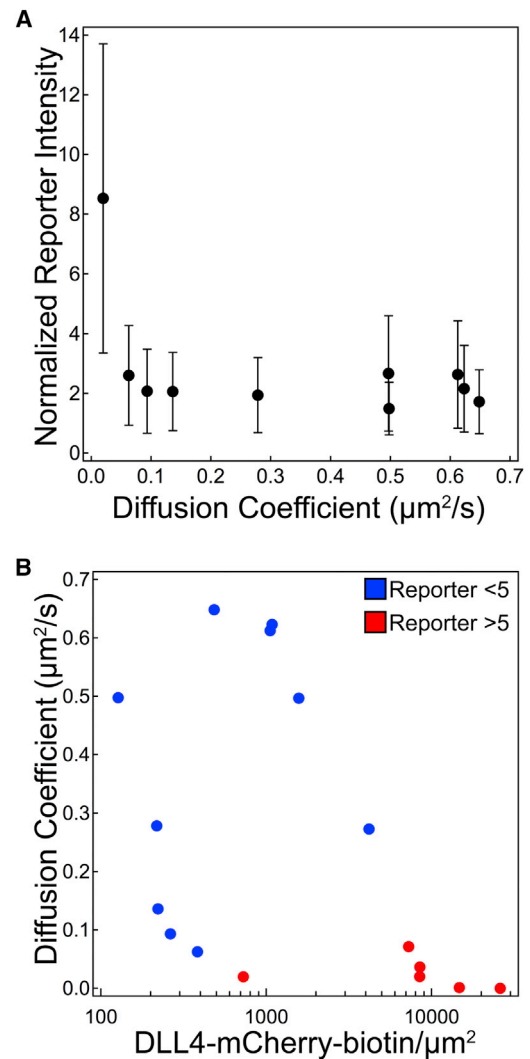 A
14
12
10
8
6
4
2
0
Normalized Reporter Intensity
0.0 0.1 0.2 0.3 0.4 0.5 0.6 0.7
Diffusion Coefficient (µm²/s)
B
Reporter <5
Reporter >5
0.7
0.6
0.5
0.4
0.3
0.2
0.1
0.0
Diffusion Coefficient (µm²/s)
100 1000 10000
DLL4-mCherry-biotin/µm²